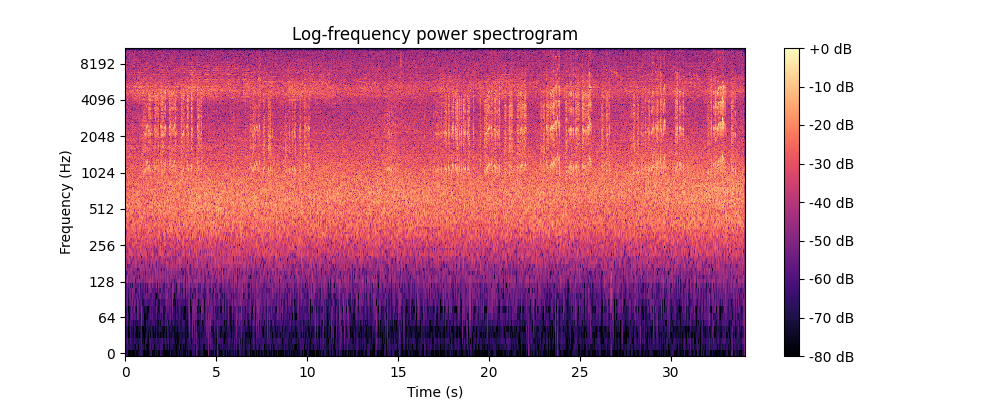 Log-frequency power spectrogram
Frequency (Hz)
8192
4096
2048
1024
512
256
128
64
0
0 5 10 15 20 25 30
Time (s)
+0 dB
-10 dB
-20 dB
-30 dB
-40 dB
-50 dB
-60 dB
-70 dB
-80 dB